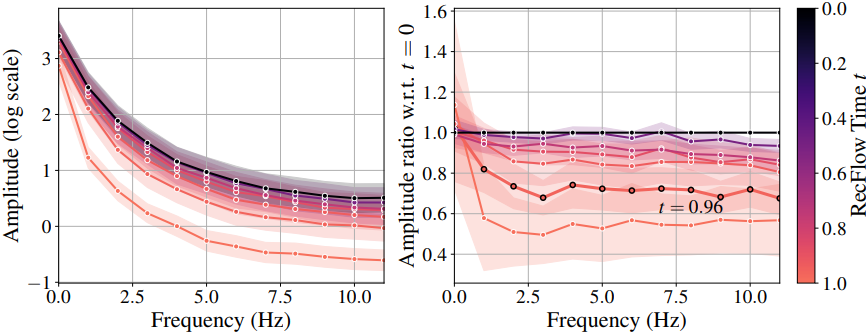 Amplitude (log scale)
3
2
1
0
−1
0.0 2.5 5.0 7.5 10.0
Frequency (Hz)
Amplitude ratio w.r.t. t = 0
1.6
1.4
1.2
1.0
0.8
0.6
0.4
t = 0.96
0.0 2.5 5.0 7.5 10.0
Frequency (Hz)
0.0
0.2
0.4
0.6
0.8
1.0
RecFlow Time t